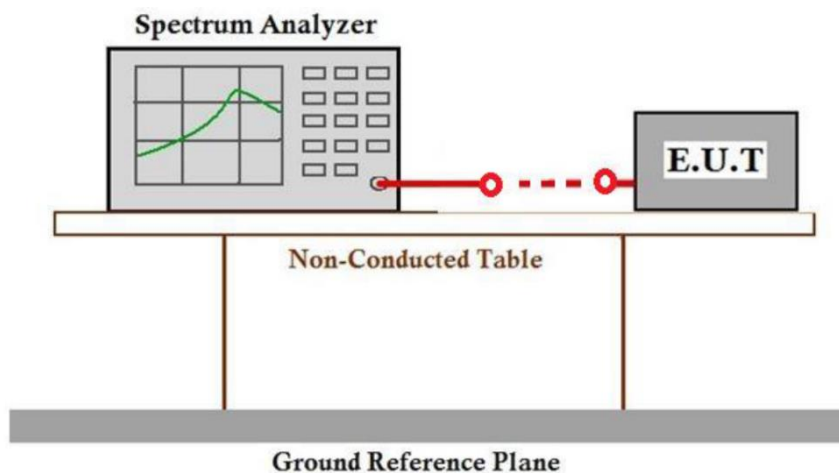 Spectrum Analyzer
E.U.T
Non-Conducted Table
Ground Reference Plane